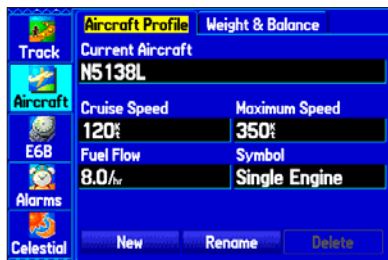 Aircraft Profile Weight & Balance
Track
Current Aircraft
N5138L
Aircraft
Cruise Speed Maximum Speed
120kt 350kt
E6B
Fuel Flow Symbol
8.0/hr Single Engine
Alarms
Celestial
New Rename Delete